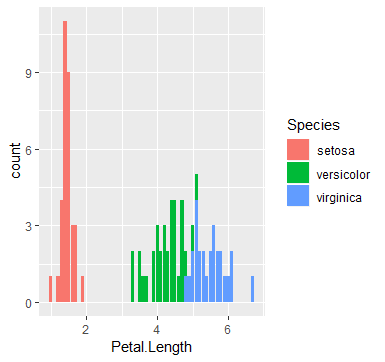 9
6
3
0
count
2 4 6
Petal.Length
Species
setosa
versicolor
virginica